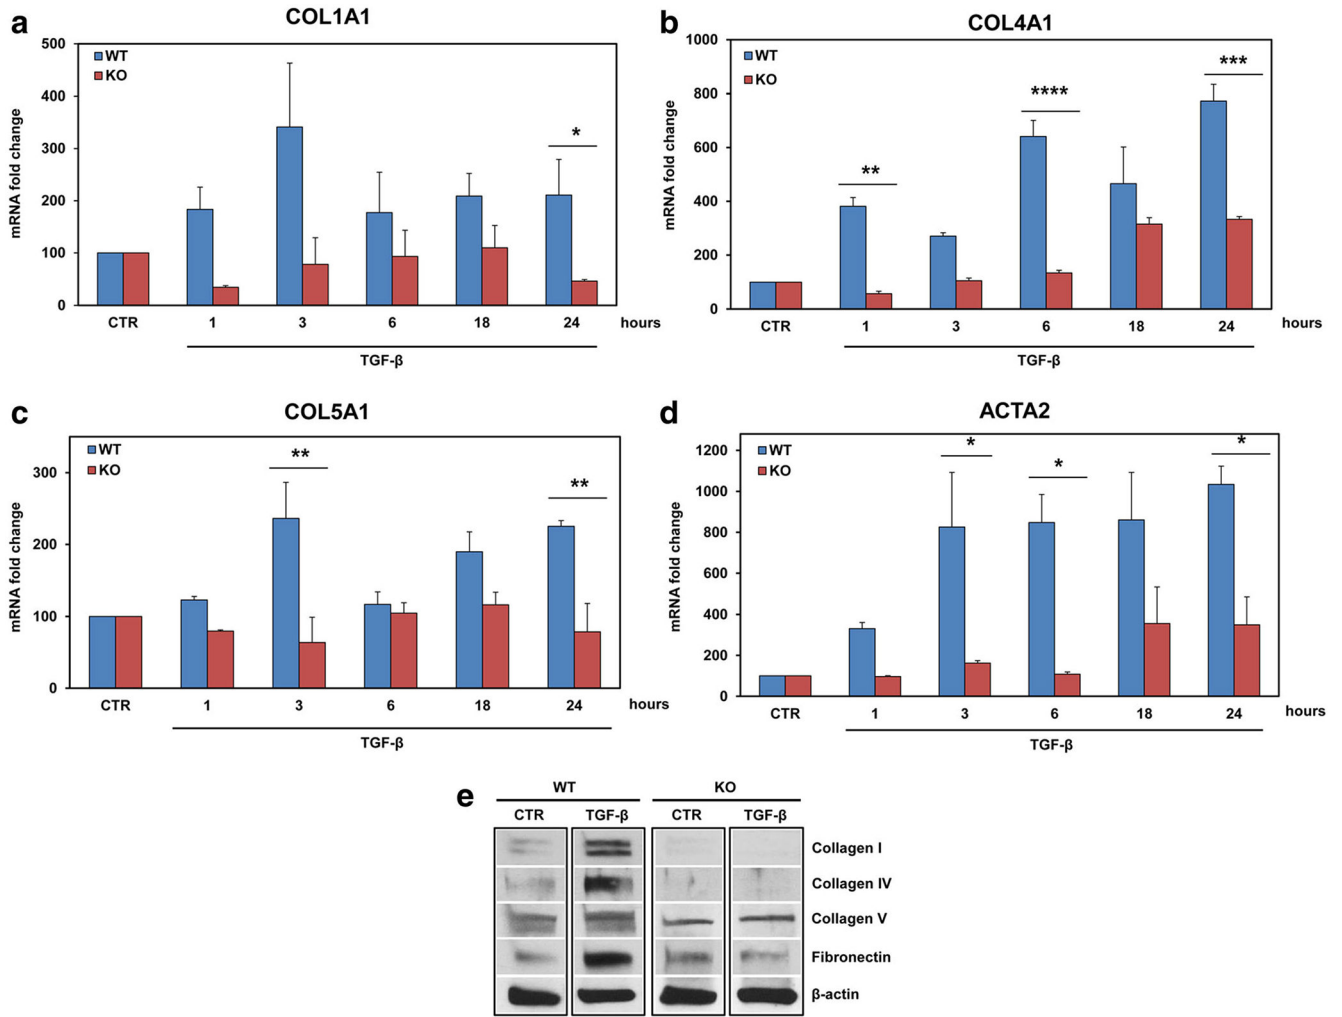 a
COL1A1
500
400
300
200
100
0
mRNA fold change
WT
KO
*
CTR 1 3 6 18 24 hours
TGF-β
b
COL4A1
1000
800
600
400
200
0
mRNA fold change
WT
KO
** **** ***
CTR 1 3 6 18 24 hours
TGF-β
c
COL5A1
300
200
100
0
mRNA fold change
WT
KO
** **
CTR 1 3 6 18 24 hours
TGF-β
d
ACTA2
1200
1000
800
600
400
200
0
mRNA fold change
WT
KO
* * *
CTR 1 3 6 18 24 hours
TGF-β
e
WT KO
CTR TGF-β CTR TGF-β
Collagen I
Collagen IV
Collagen V
Fibronectin
β-actin